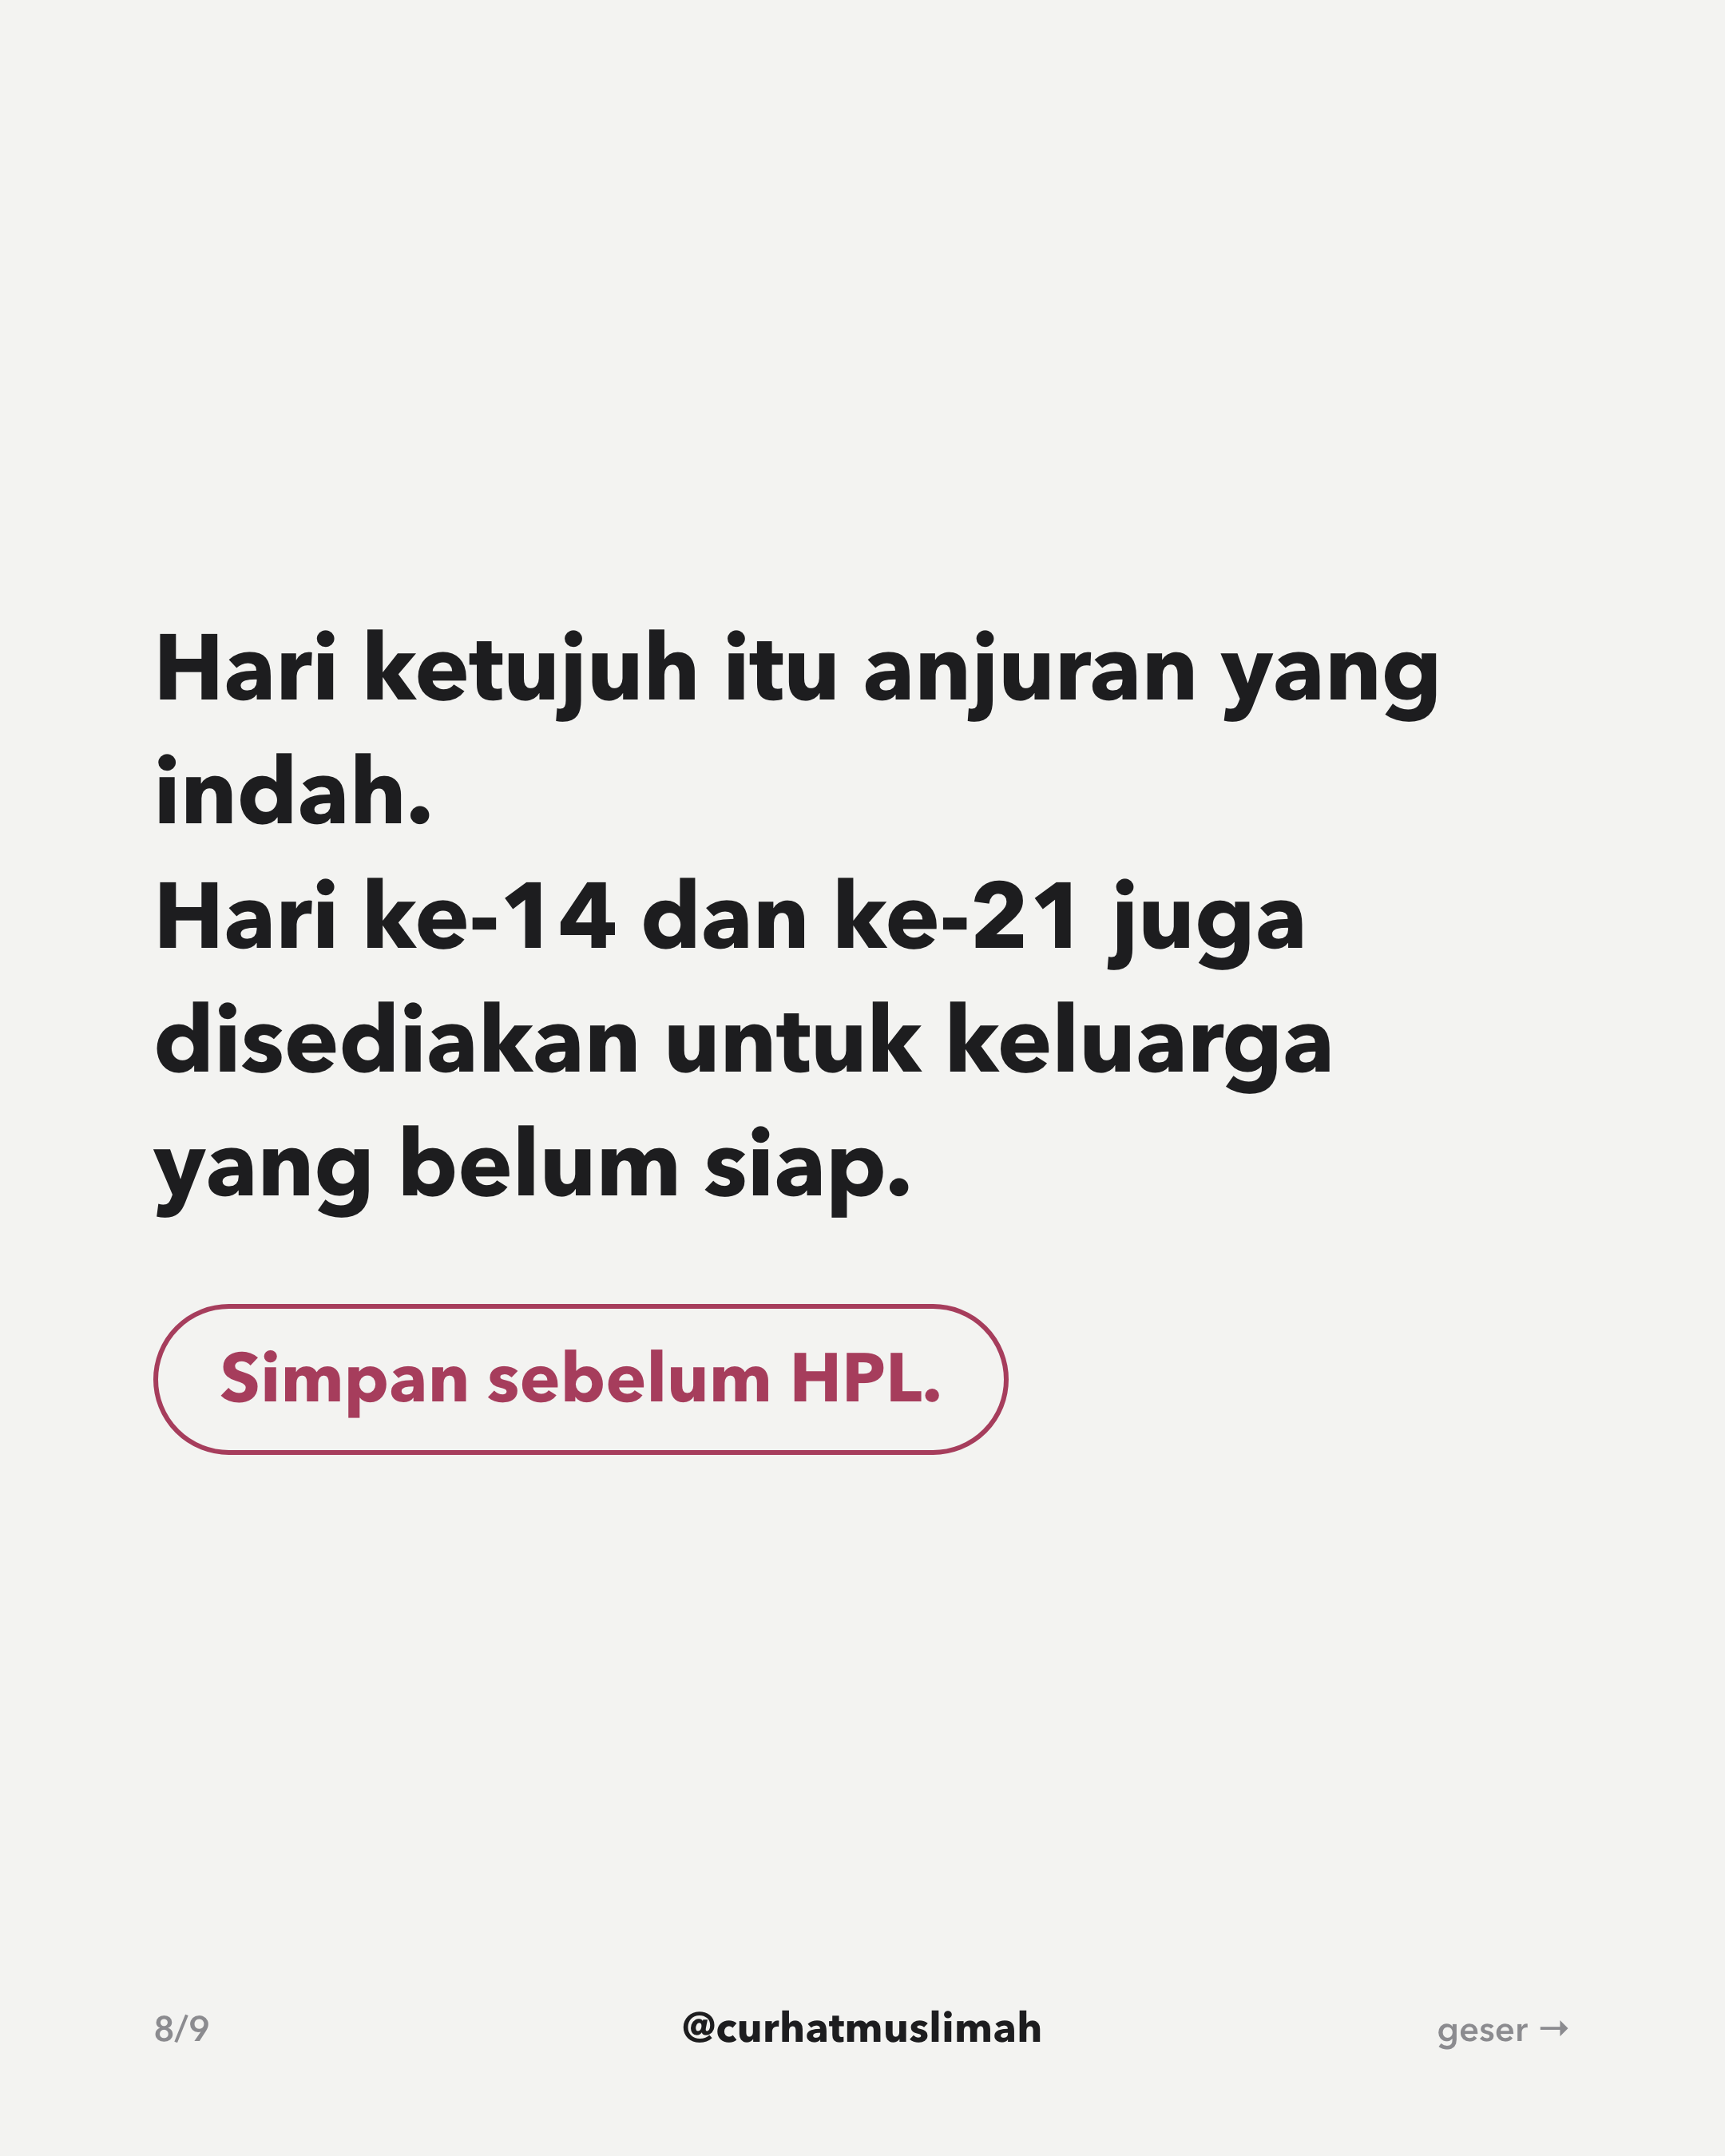 Hari ketujuh itu anjuran yang
indah.
Hari ke-14 dan ke-21 juga
disediakan untuk keluarga
yang belum siap.
Simpan sebelum HPL.
8/9
@curhatmuslimah
geser →